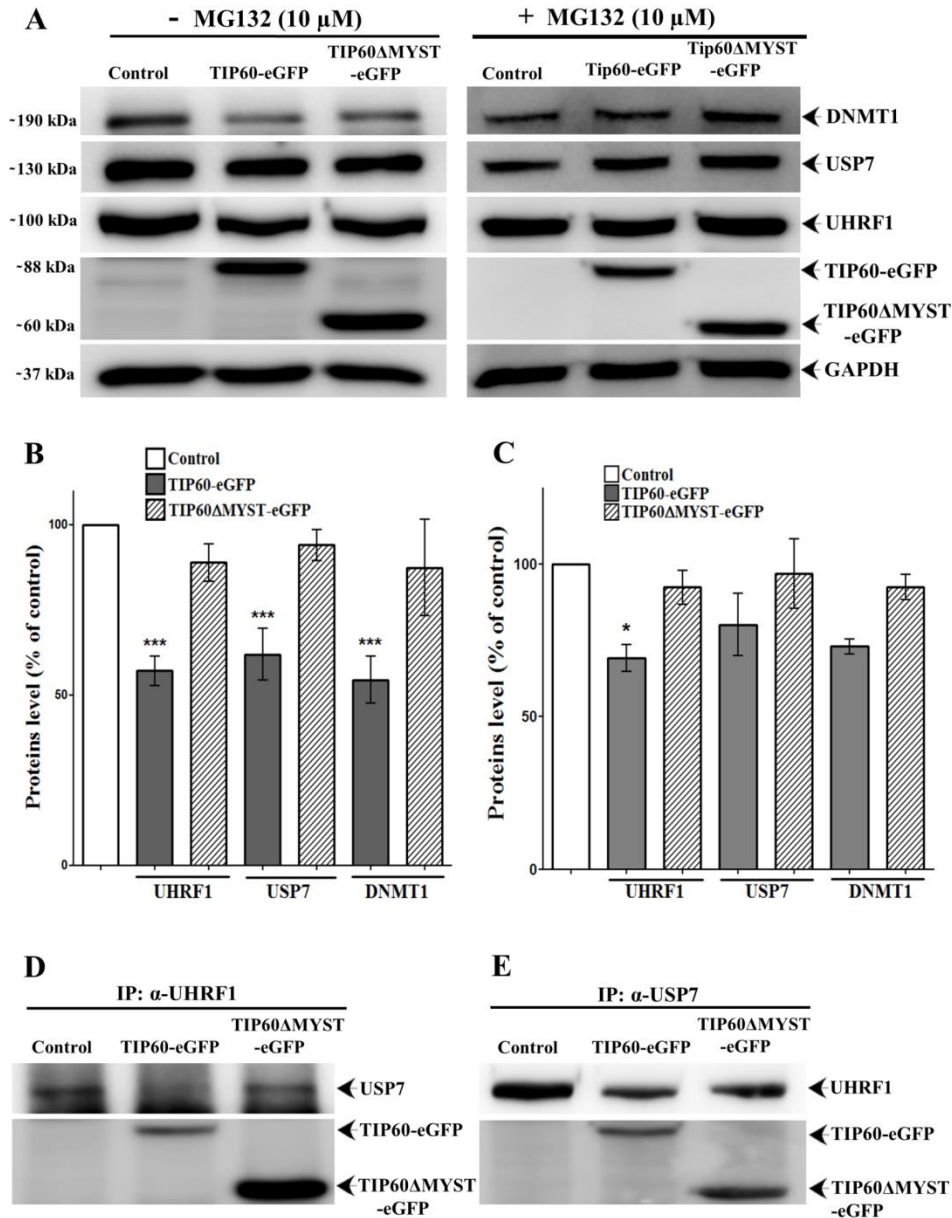 A
- MG132 (10 µM)
Control
TIP60-eGFP
TIP60ΔMYST
-eGFP
+ MG132 (10 µM)
Control
Tip60-eGFP
Tip60ΔMYST
-eGFP
~190 kDa
DNMT1
~130 kDa
USP7
~100 kDa
UHRF1
~88 kDa
TIP60-eGFP
~60 kDa
TIP60ΔMYST
-eGFP
~37 kDa
GAPDH
B
Control
TIP60-eGFP
TIP60ΔMYST-eGFP
Proteins level (% of control)
100
50
0
***
***
***
UHRF1
USP7
DNMT1
C
Control
TIP60-eGFP
TIP60ΔMYST-eGFP
Proteins level (% of control)
100
50
0
*
UHRF1
USP7
DNMT1
D
IP: α-UHRF1
Control
TIP60-eGFP
TIP60ΔMYST
-eGFP
USP7
TIP60-eGFP
TIP60ΔMYST
-eGFP
E
IP: α-USP7
Control
TIP60-eGFP
TIP60ΔMYST
-eGFP
UHRF1
TIP60-eGFP
TIP60ΔMYST
-eGFP